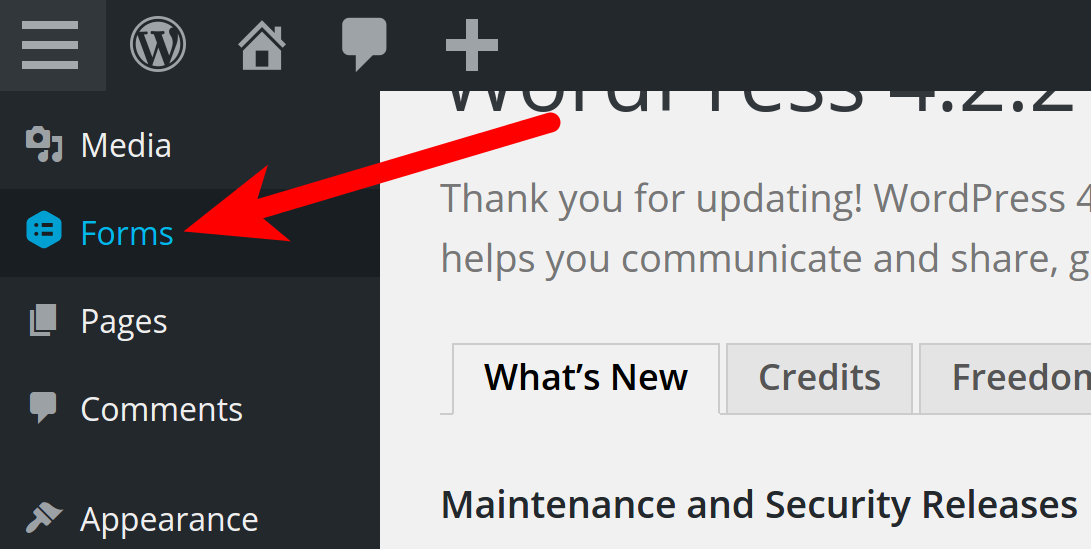 WordPress 4.2.2
Media
Thank you for updating! WordPress 4
Forms
helps you communicate and share, g
Pages
What's New
Credits
Freedom
Comments
Maintenance and Security Releases
Appearance